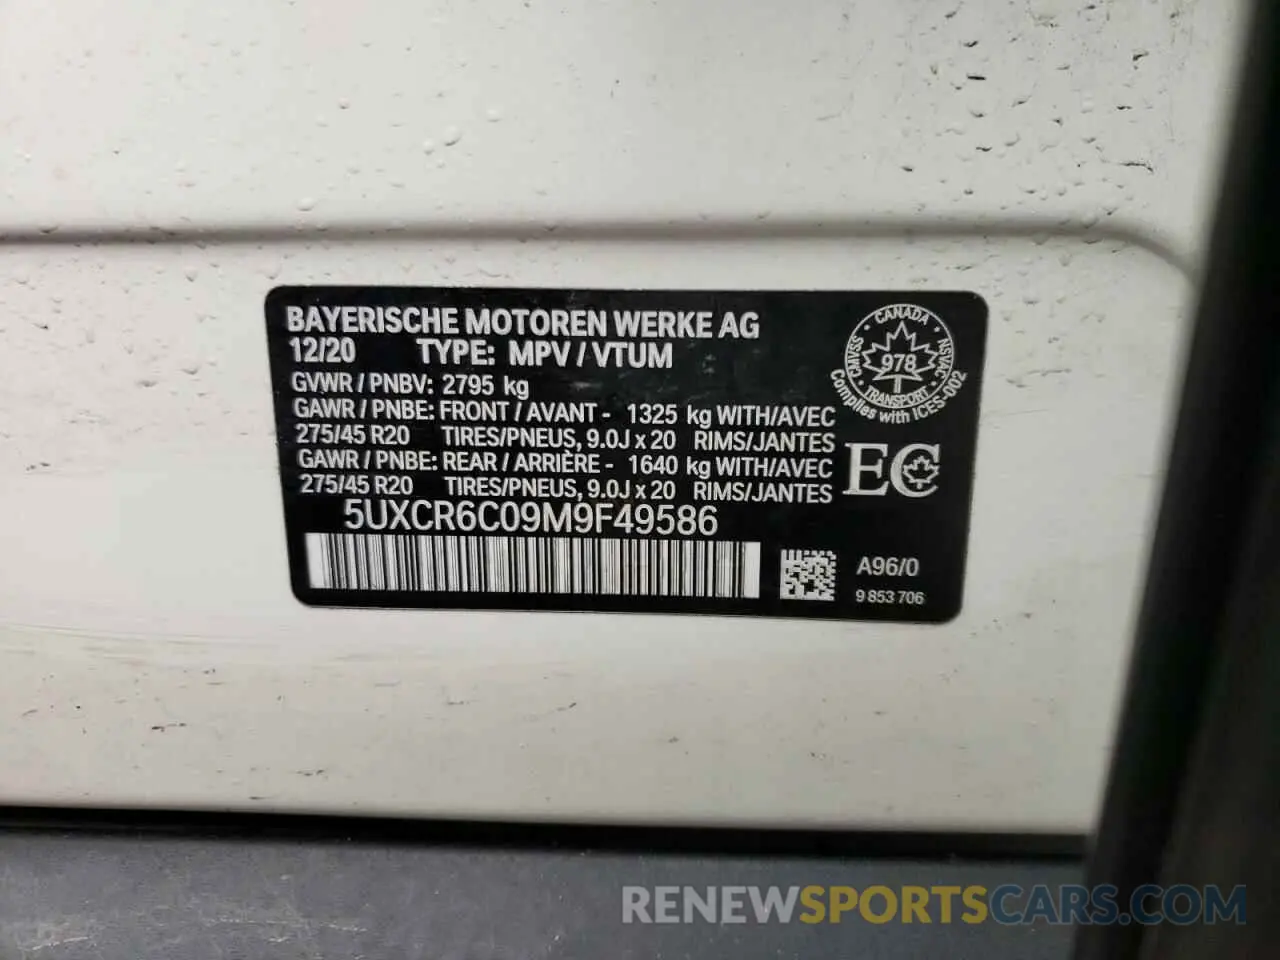 BAYERISCHE MOTOREN WERKE AG
12/20 TYPE: MPV / VTUM
GVWR / PNBV: 2795 kg
GAWR / PNBE: FRONT / AVANT - 1325 kg WITH/AVEC
275/45 R20 TIRES/PNEUS, 9.0J x 20 RIMS/JANTES
GAWR / PNBE: REAR / ARRIÈRE - 1640 kg WITH/AVEC
275/45 R20 TIRES/PNEUS, 9.0J x 20 RIMS/JANTES
5UXCR6C09M9F49586
CANADA
CMVSS 978 NSVAC
TRANSPORT
Complies with ICES-002
EC
A96/0
9 853 706
RENEWSPORTSCARS.COM